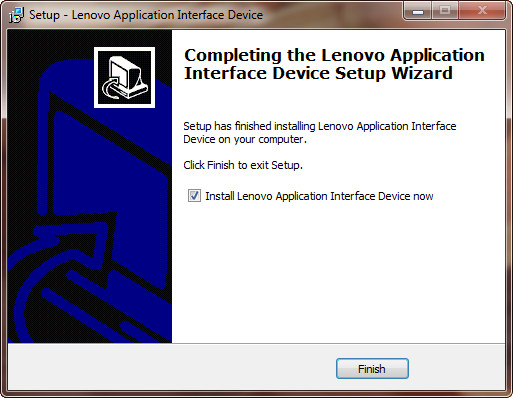 Setup - Lenovo Application Interface Device
Completing the Lenovo Application
Interface Device Setup Wizard
Setup has finished installing Lenovo Application Interface
Device on your computer.
Click Finish to exit Setup.
Install Lenovo Application Interface Device now
Finish